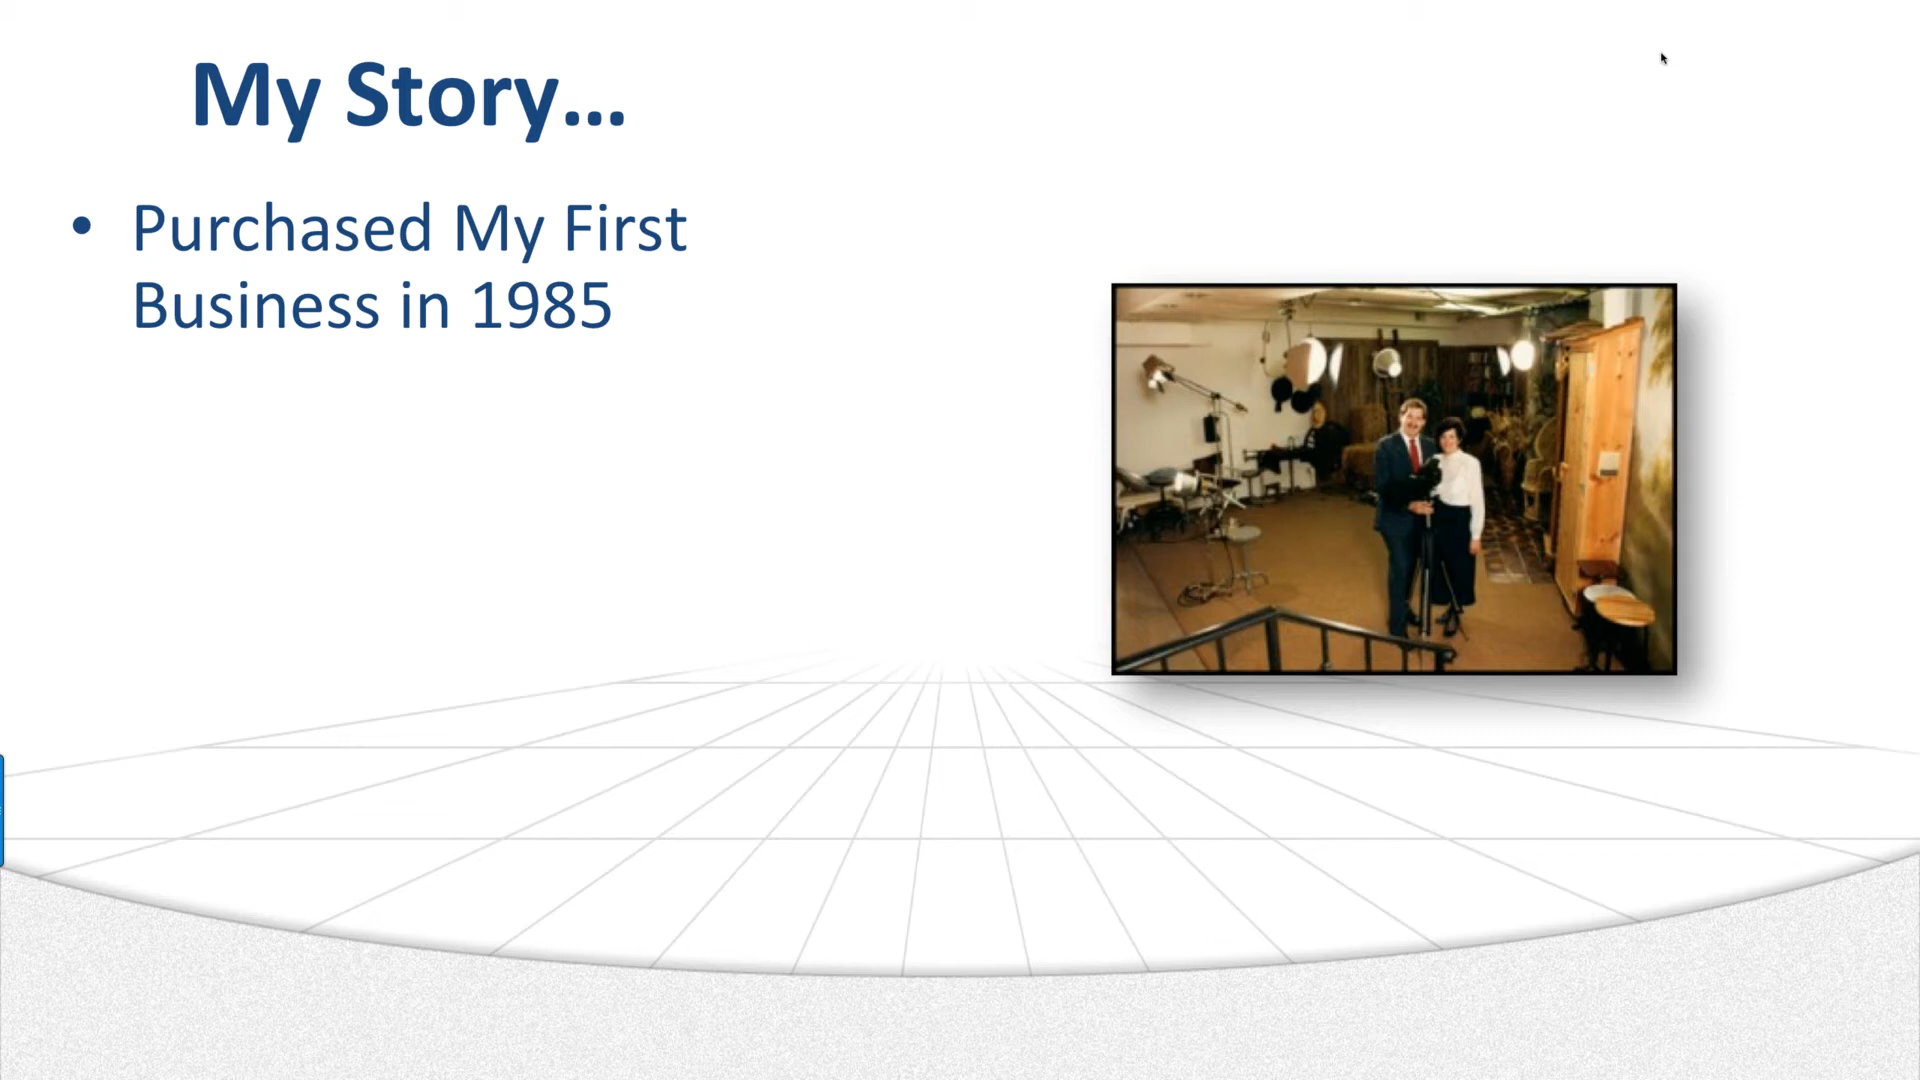 My Story...
• Purchased My First
Business in 1985